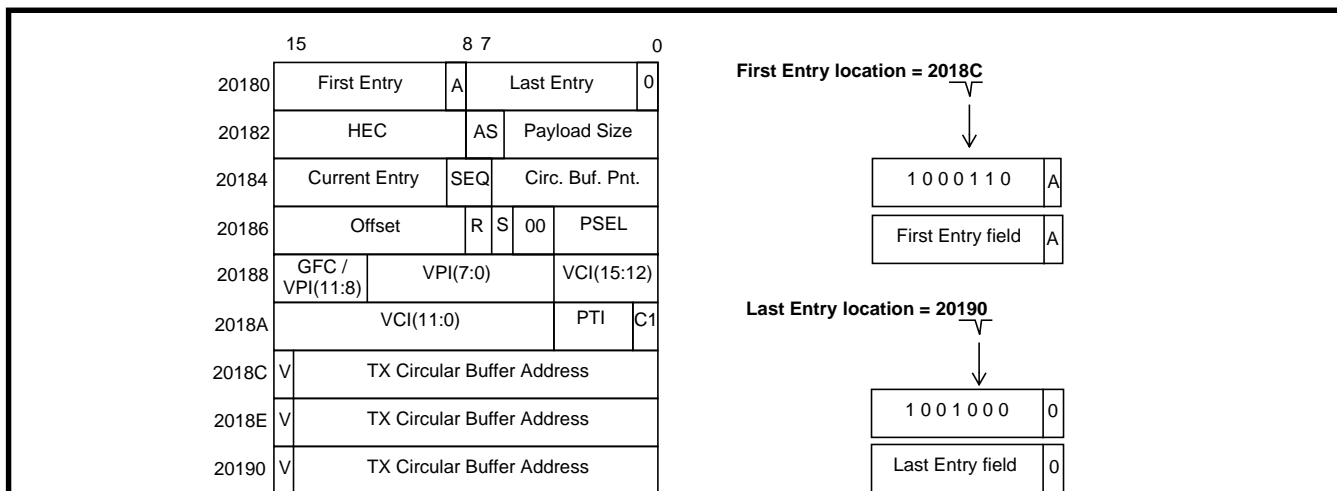 15 8 7 0
20180 First Entry A Last Entry 0
20182 HEC AS Payload Size
20184 Current Entry SEQ Circ. Buf. Pnt.
20186 Offset R S 00 PSEL
20188 GFC / VPI(11:8) VPI(7:0) VCI(15:12)
2018A VCI(11:0) PTI C1
2018C V TX Circular Buffer Address
2018E V TX Circular Buffer Address
20190 V TX Circular Buffer Address
First Entry location = 2018C
1 0 0 0 1 1 0 A
First Entry field A
Last Entry location = 20190
1 0 0 1 0 0 0 0
Last Entry field 0